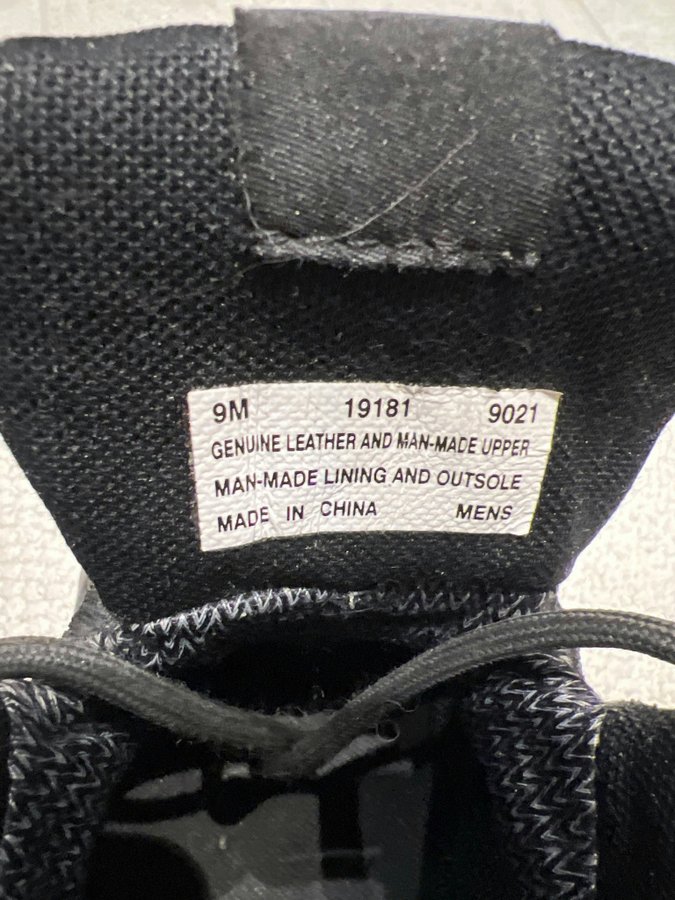 9M 19181 9021
GENUINE LEATHER AND MAN-MADE UPPER
MAN-MADE LINING AND OUTSOLE
MADE IN CHINA MENS